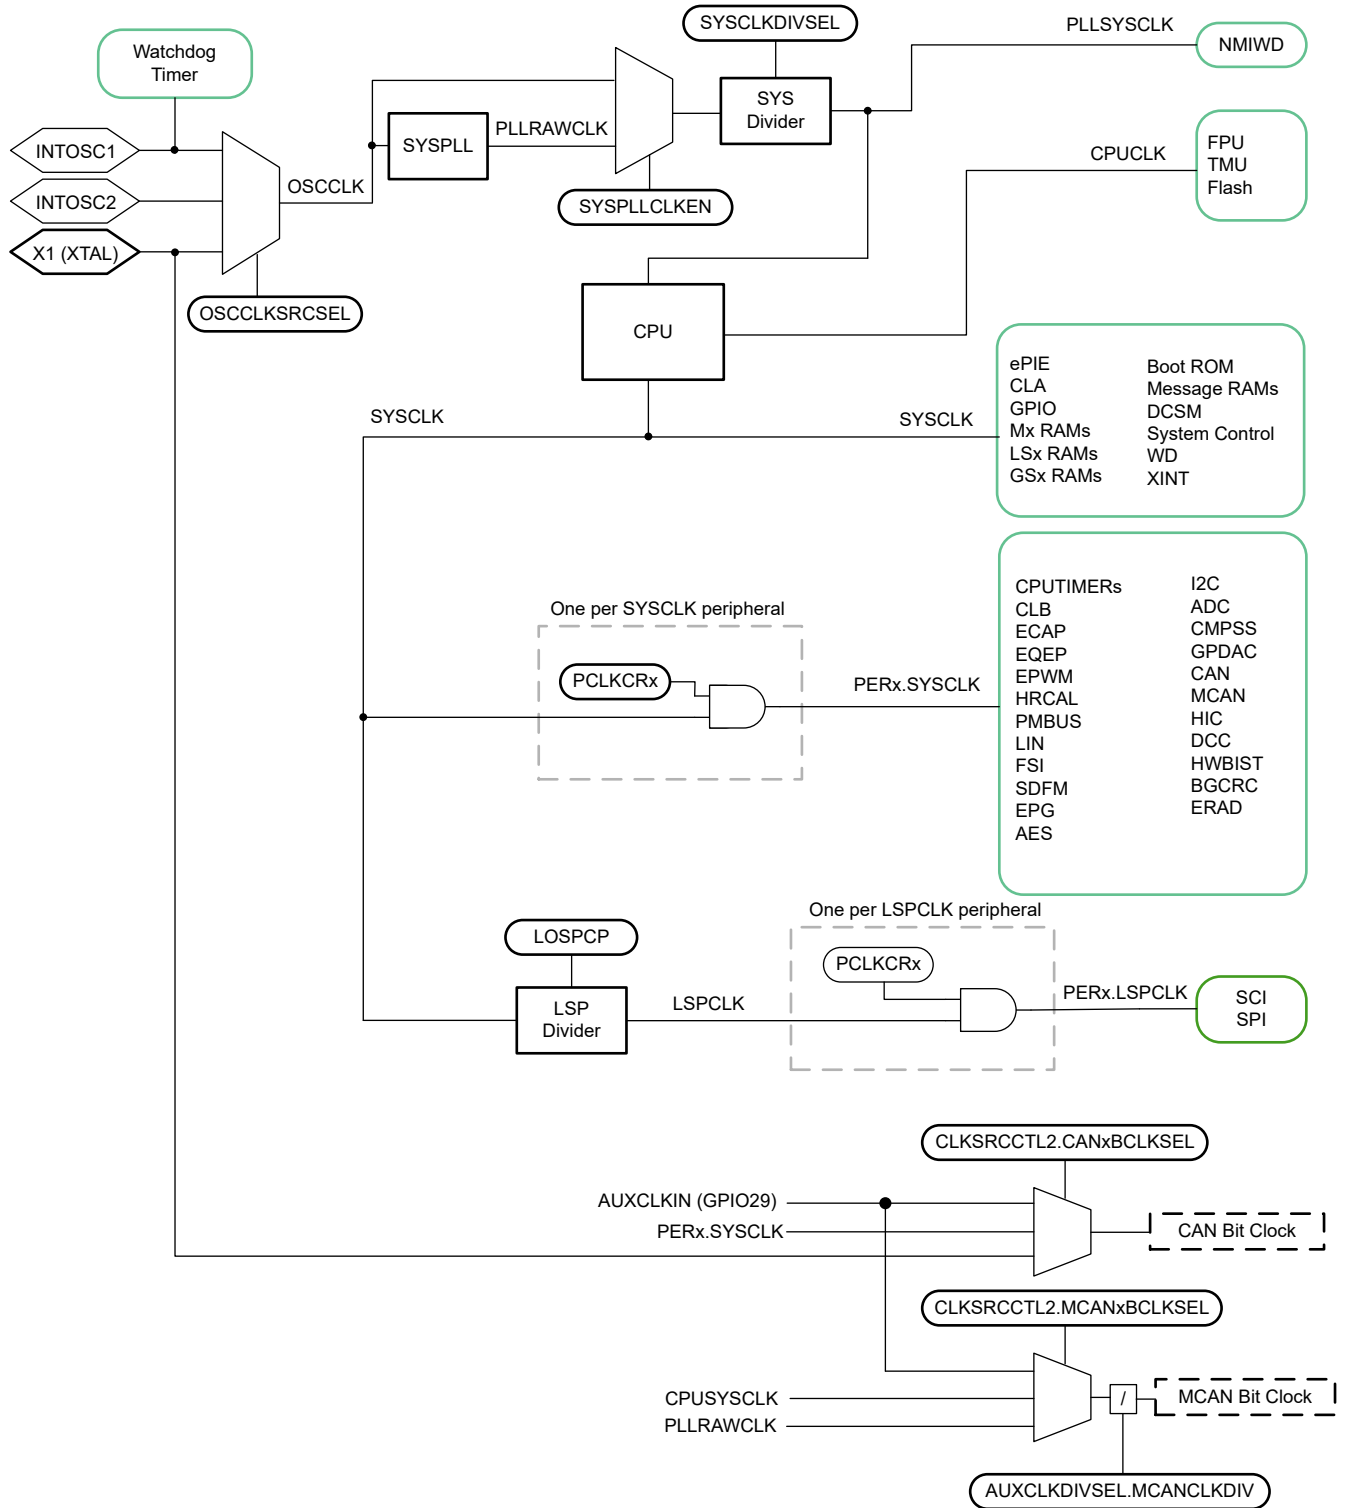 SYSCLKDIVSEL
PLLSYSCLK
NMIWD
Watchdog
Timer
SYS
Divider
INTOSC1
INTOSC2
X1 (XTAL)
OSCCLK
SYSPLL
PLLRAWCLK
SYSPLLCLKEN
OSCCLKSRCSEL
CPUCLK
FPU
TMU
Flash
CPU
SYSCLK
SYSCLK
ePIE
CLA
GPIO
Mx RAMs
LSx RAMs
GSx RAMs
Boot ROM
Message RAMs
DCSM
System Control
WD
XINT
One per SYSCLK peripheral
PCLKCRx
PERx.SYSCLK
CPUTIMERs
CLB
ECAP
EQEP
EPWM
HRCAL
PMBUS
LIN
FSI
SDFM
EPG
AES
I2C
ADC
CMPSS
GPDAC
CAN
MCAN
HIC
DCC
HWBIST
BGCRC
ERAD
One per LSPCLK peripheral
LOSPCP
LSP
Divider
LSPCLK
PCLKCRx
PERx.LSPCLK
SCI
SPI
CLKSRCCTL2.CANxBCLKSEL
AUXCLKIN (GPIO29)
PERx.SYSCLK
CAN Bit Clock
CLKSRCCTL2.MCANxBCLKSEL
CPUSYSCLK
PLLRAWCLK
/
MCAN Bit Clock
AUXCLKDIVSEL.MCANCLKDIV